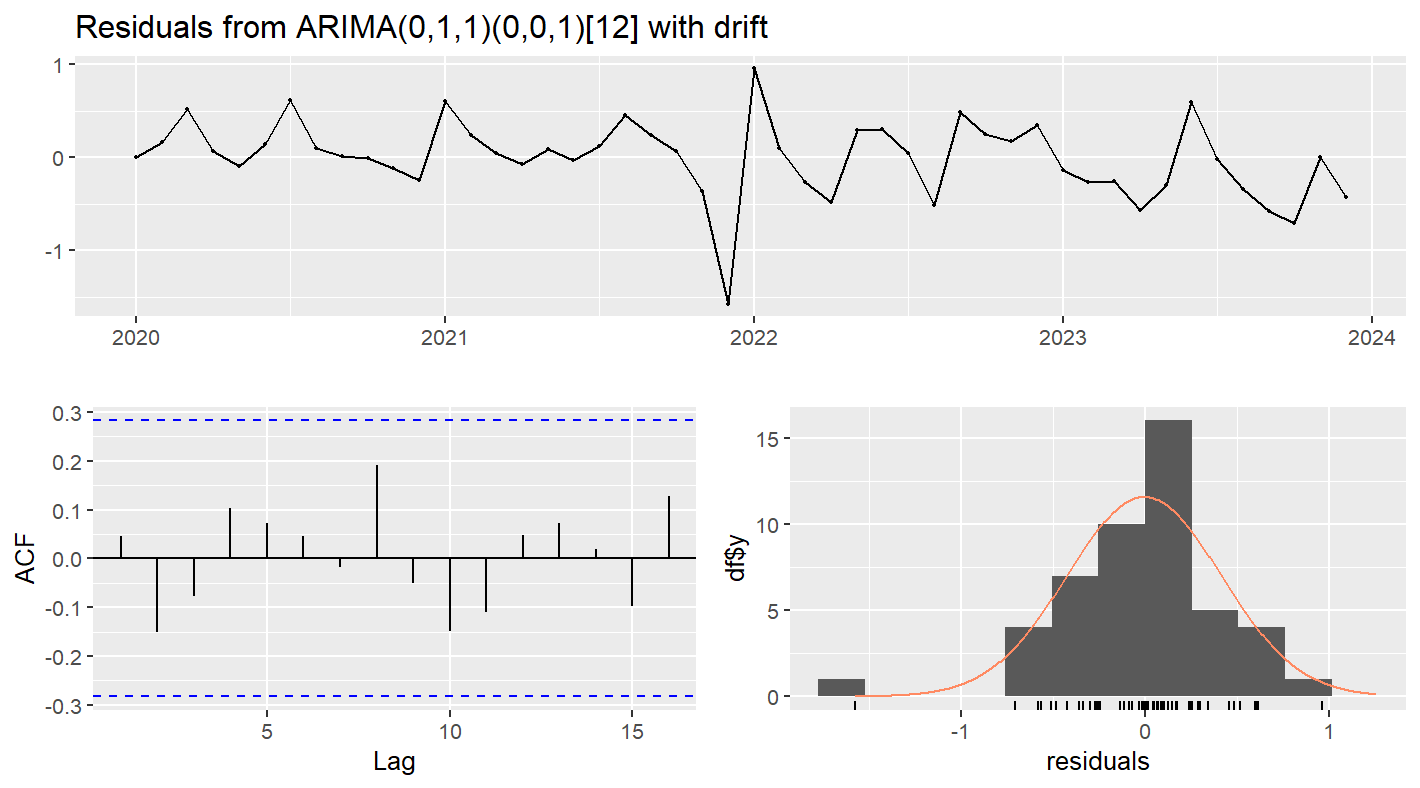 Residuals from ARIMA(0,1,1)(0,0,1)[12] with drift
1
0
-1
2020 2021 2022 2023 2024
0.3
0.2
0.1
0.0
-0.1
-0.2
-0.3
ACF
5 10 15
Lag
15
10
5
0
df$y
-1 0 1
residuals